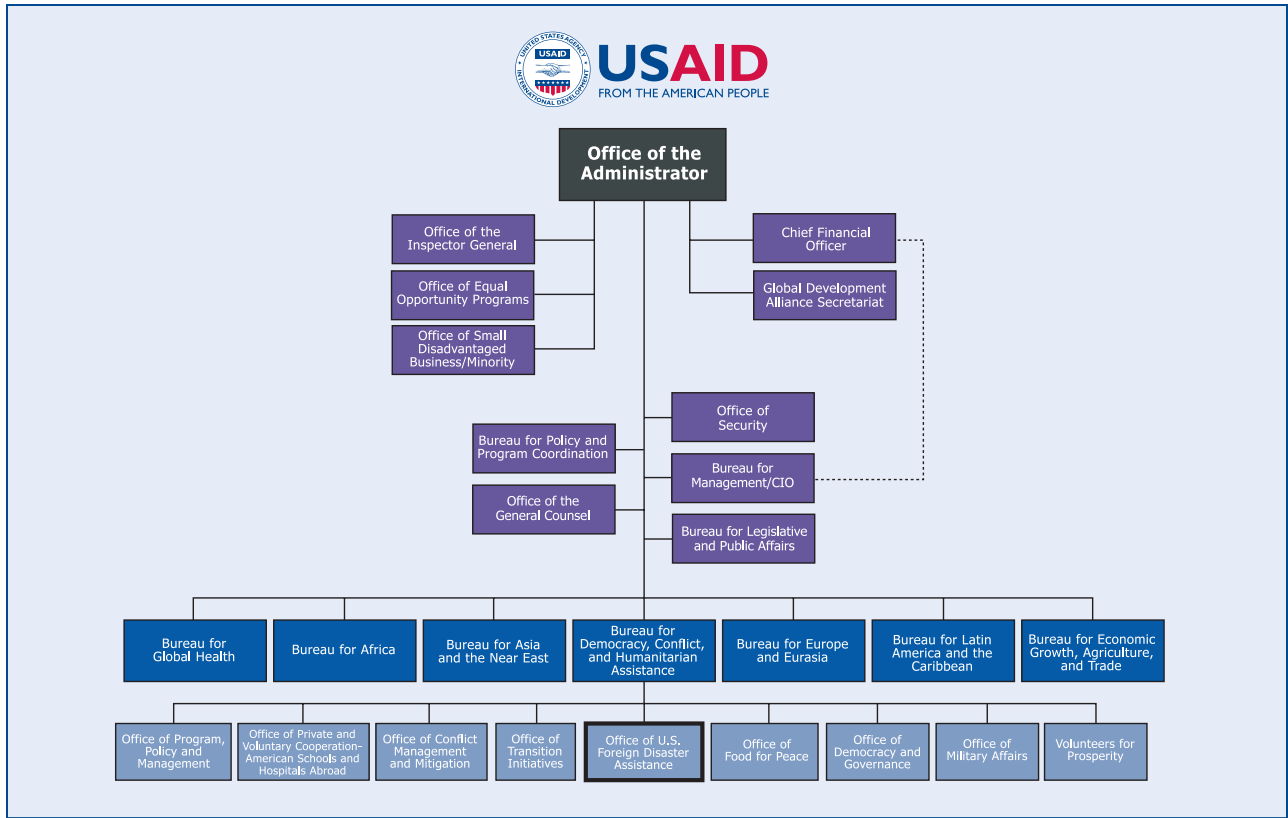 UNITED STATES AGENCY
USAID
INTERNATIONAL DEVELOPMENT
USAID
FROM THE AMERICAN PEOPLE
Office of the
Administrator
Office of the
Inspector General
Chief Financial
Officer
Office of Equal
Opportunity Programs
Global Development
Alliance Secretariat
Office of Small
Disadvantaged
Business/Minority
Office of
Security
Bureau for Policy and
Program Coordination
Bureau for
Management/CIO
Office of the
General Counsel
Bureau for Legislative
and Public Affairs
Bureau for
Global Health
Bureau for Africa
Bureau for Asia
and the Near East
Bureau for
Democracy, Conflict,
and Humanitarian
Assistance
Bureau for Europe
and Eurasia
Bureau for Latin
America and the
Caribbean
Bureau for Economic
Growth, Agriculture,
and Trade
Office of Program,
Policy and
Management
Office of Private and
Voluntary Cooperation-
American Schools and
Hospitals Abroad
Office of Conflict
Management
and Mitigation
Office of
Transition
Initiatives
Office of U.S.
Foreign Disaster
Assistance
Office of
Food for Peace
Office of
Democracy and
Governance
Office of
Military Affairs
Volunteers for
Prosperity